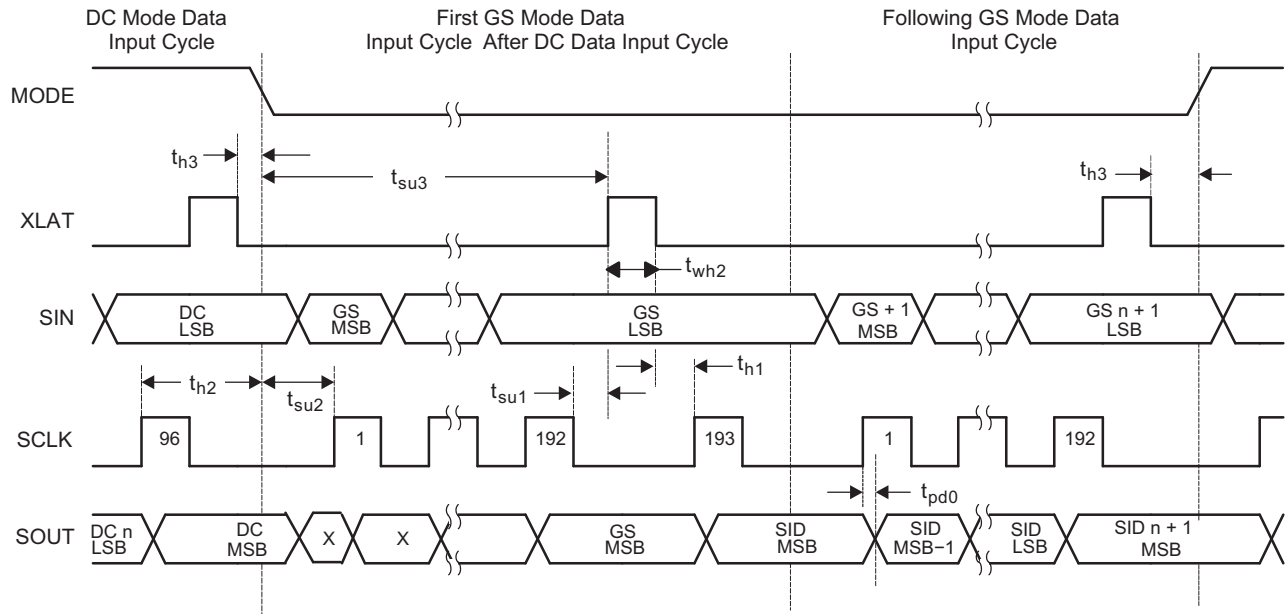 DC Mode Data
Input Cycle
First GS Mode Data
Input Cycle After DC Data Input Cycle
Following GS Mode Data
Input Cycle
MODE
th3
tsu3
th3
XLAT
twh2
SIN
DC
LSB
GS
MSB
GS
LSB
GS + 1
MSB
GS n + 1
LSB
th2
tsu2
tsu1
th1
SCLK
96
1
192
193
1
192
tpd0
SOUT
DC n
LSB
DC
MSB
X
X
GS
MSB
SID
MSB
SID
MSB−1
SID
LSB
SID n + 1
MSB